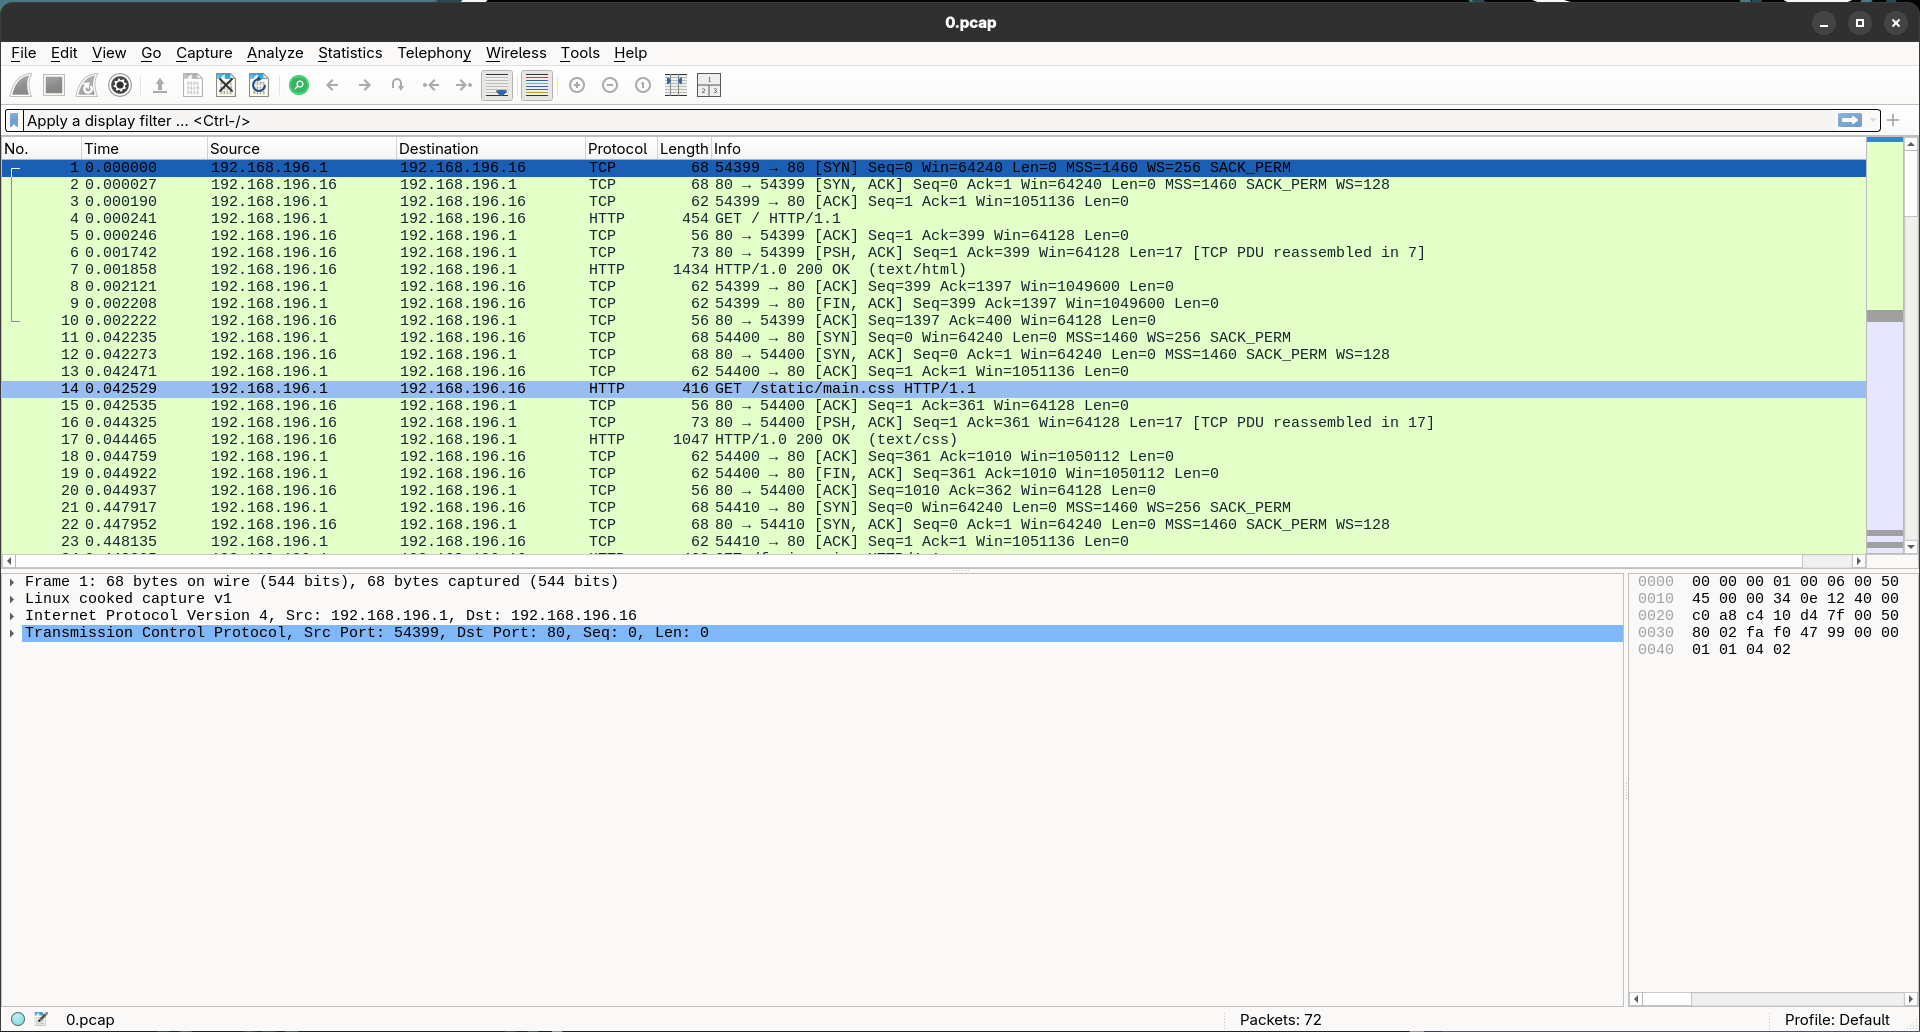 0.pcap
File Edit View Go Capture Analyze Statistics Telephony Wireless Tools Help
Apply a display filter ... <Ctrl-/>
No. Time Source Destination Protocol Length Info
1 0.000000 192.168.196.1 192.168.196.16 TCP 68 54399 → 80 [SYN] Seq=0 Win=64240 Len=0 MSS=1460 WS=256 SACK_PERM
2 0.000027 192.168.196.16 192.168.196.1 TCP 68 80 → 54399 [SYN, ACK] Seq=0 Ack=1 Win=64240 Len=0 MSS=1460 SACK_PERM WS=128
3 0.000190 192.168.196.1 192.168.196.16 TCP 62 54399 → 80 [ACK] Seq=1 Ack=1 Win=1051136 Len=0
4 0.000241 192.168.196.1 192.168.196.16 HTTP 454 GET / HTTP/1.1
5 0.000246 192.168.196.16 192.168.196.1 TCP 56 80 → 54399 [ACK] Seq=1 Ack=399 Win=64128 Len=0
6 0.001742 192.168.196.16 192.168.196.1 TCP 73 80 → 54399 [PSH, ACK] Seq=1 Ack=399 Win=64128 Len=17 [TCP PDU reassembled in 7]
7 0.001858 192.168.196.16 192.168.196.1 HTTP 1434 HTTP/1.0 200 OK (text/html)
8 0.002121 192.168.196.1 192.168.196.16 TCP 62 54399 → 80 [ACK] Seq=399 Ack=1397 Win=1049600 Len=0
9 0.002208 192.168.196.1 192.168.196.16 TCP 62 54399 → 80 [FIN, ACK] Seq=399 Ack=1397 Win=1049600 Len=0
10 0.002222 192.168.196.16 192.168.196.1 TCP 56 80 → 54399 [ACK] Seq=1397 Ack=400 Win=64128 Len=0
11 0.042235 192.168.196.1 192.168.196.16 TCP 68 54400 → 80 [SYN] Seq=0 Win=64240 Len=0 MSS=1460 WS=256 SACK_PERM
12 0.042273 192.168.196.16 192.168.196.1 TCP 68 80 → 54400 [SYN, ACK] Seq=0 Ack=1 Win=64240 Len=0 MSS=1460 SACK_PERM WS=128
13 0.042471 192.168.196.1 192.168.196.16 TCP 62 54400 → 80 [ACK] Seq=1 Ack=1 Win=1051136 Len=0
14 0.042529 192.168.196.1 192.168.196.16 HTTP 416 GET /static/main.css HTTP/1.1
15 0.042535 192.168.196.16 192.168.196.1 TCP 56 80 → 54400 [ACK] Seq=1 Ack=361 Win=64128 Len=0
16 0.044325 192.168.196.16 192.168.196.1 TCP 73 80 → 54400 [PSH, ACK] Seq=1 Ack=361 Win=64128 Len=17 [TCP PDU reassembled in 17]
17 0.044465 192.168.196.16 192.168.196.1 HTTP 1047 HTTP/1.0 200 OK (text/css)
18 0.044759 192.168.196.1 192.168.196.16 TCP 62 54400 → 80 [ACK] Seq=361 Ack=1010 Win=1050112 Len=0
19 0.044922 192.168.196.1 192.168.196.16 TCP 62 54400 → 80 [FIN, ACK] Seq=361 Ack=1010 Win=1050112 Len=0
20 0.044937 192.168.196.16 192.168.196.1 TCP 56 80 → 54400 [ACK] Seq=1010 Ack=362 Win=64128 Len=0
21 0.447917 192.168.196.1 192.168.196.16 TCP 68 54410 → 80 [SYN] Seq=0 Win=64240 Len=0 MSS=1460 WS=256 SACK_PERM
22 0.447952 192.168.196.16 192.168.196.1 TCP 68 80 → 54410 [SYN, ACK] Seq=0 Ack=1 Win=64240 Len=0 MSS=1460 SACK_PERM WS=128
23 0.448135 192.168.196.1 192.168.196.16 TCP 62 54410 → 80 [ACK] Seq=1 Ack=1 Win=1051136 Len=0
Frame 1: 68 bytes on wire (544 bits), 68 bytes captured (544 bits)
Linux cooked capture v1
Internet Protocol Version 4, Src: 192.168.196.1, Dst: 192.168.196.16
Transmission Control Protocol, Src Port: 54399, Dst Port: 80, Seq: 0, Len: 0
0000 00 00 00 01 00 06 00 50
0010 45 00 00 34 0e 12 40 00
0020 c0 a8 c4 10 d4 7f 00 50
0030 80 02 fa f0 47 99 00 00
0040 01 01 04 02
0.pcap Packets: 72 Profile: Default